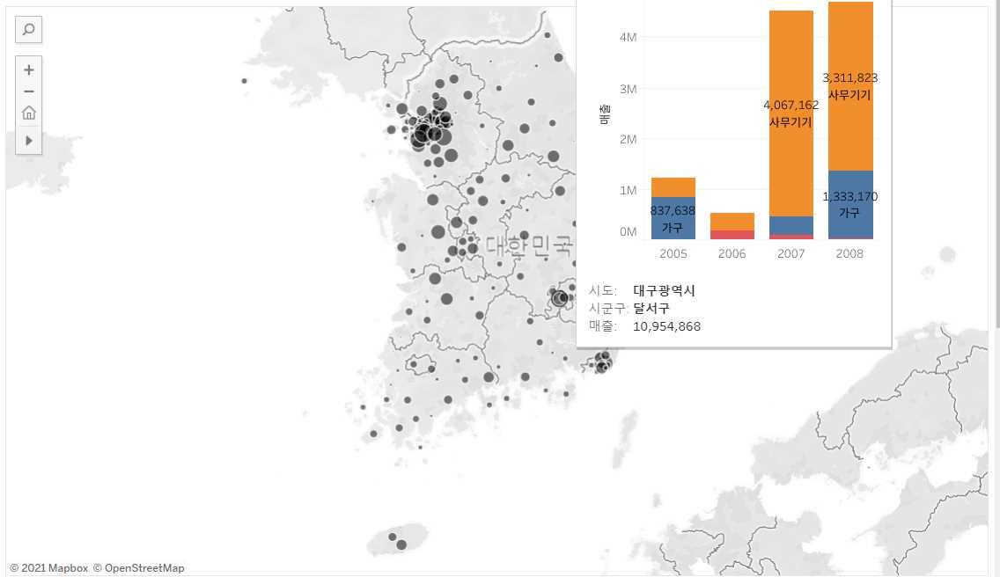 4M
3M
2M
1M
0M
매출
3,311,823
사무기기
4,067,162
사무기기
1,333,170
가구
837,638
가구
2005 2006 2007 2008
시도: 대구광역시
시군구: 달서구
매출: 10,954,868
대한민국
© 2021 Mapbox © OpenStreetMap